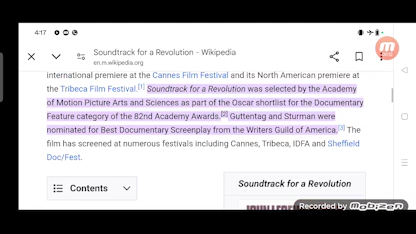 4:17
Soundtrack for a Revolution - Wikipedia
en.m.wikipedia.org
international premiere at the Cannes Film Festival and its North American premiere at
the Tribeca Film Festival.[1] Soundtrack for a Revolution was selected by the Academy
of Motion Picture Arts and Sciences as part of the Oscar shortlist for the Documentary
Feature category of the 82nd Academy Awards.[2] Guttentag and Sturman were
nominated for Best Documentary Screenplay from the Writers Guild of America.[3] The
film has screened at numerous festivals including Cannes, Tribeca, IDFA and Sheffield
Doc/Fest.
Contents
Soundtrack for a Revolution
Recorded by Mobizen